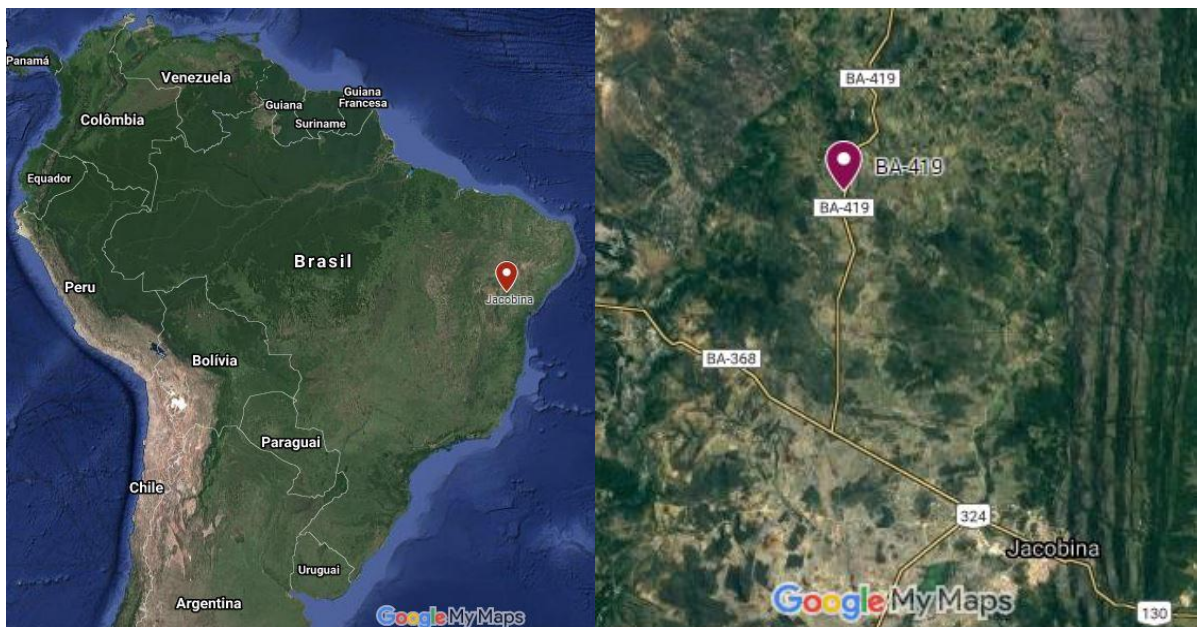 Panamá
Venezuela
Guiana
Guiana
Francesa
Suriname
Colômbia
Equador
Brasil
Peru
Jacobina
Bolívia
Paraguai
Chile
Uruguai
Argentina
Google My Maps
BA-419
BA-419
BA-419
BA-368
324
Jacobina
Google My Maps
130